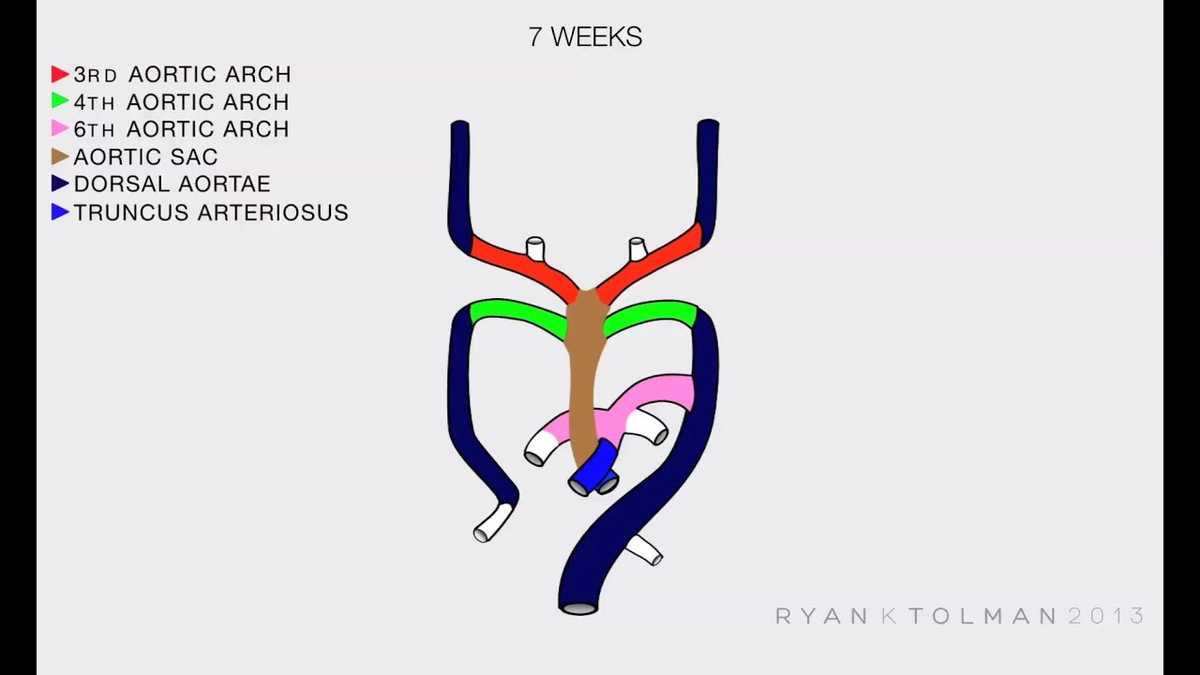 7 WEEKS
3RD AORTIC ARCH
4TH AORTIC ARCH
6TH AORTIC ARCH
AORTIC SAC
DORSAL AORTAE
TRUNCUS ARTERIOSUS
RYAN K TOLMAN 2013